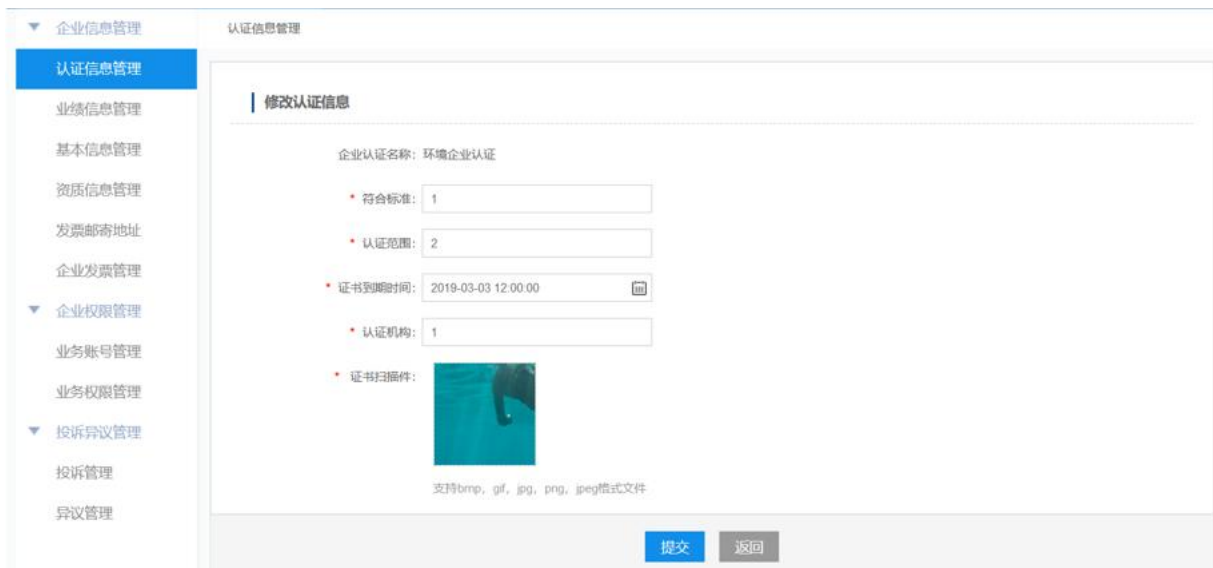 企业信息管理
认证信息管理
业绩信息管理
基本信息管理
资质信息管理
发票邮寄地址
企业发票管理
企业权限管理
业务账号管理
业务权限管理
投诉异议管理
投诉管理
异议管理
认证信息管理
修改认证信息
企业认证名称: 环境企业认证
* 符合标准: 1
* 认证范围: 2
* 证书到期时间: 2019-03-03 12:00:00
* 认证机构: 1
* 证书扫描件:
支持bmp, gif, jpg, png, jpeg格式文件
提交 返回